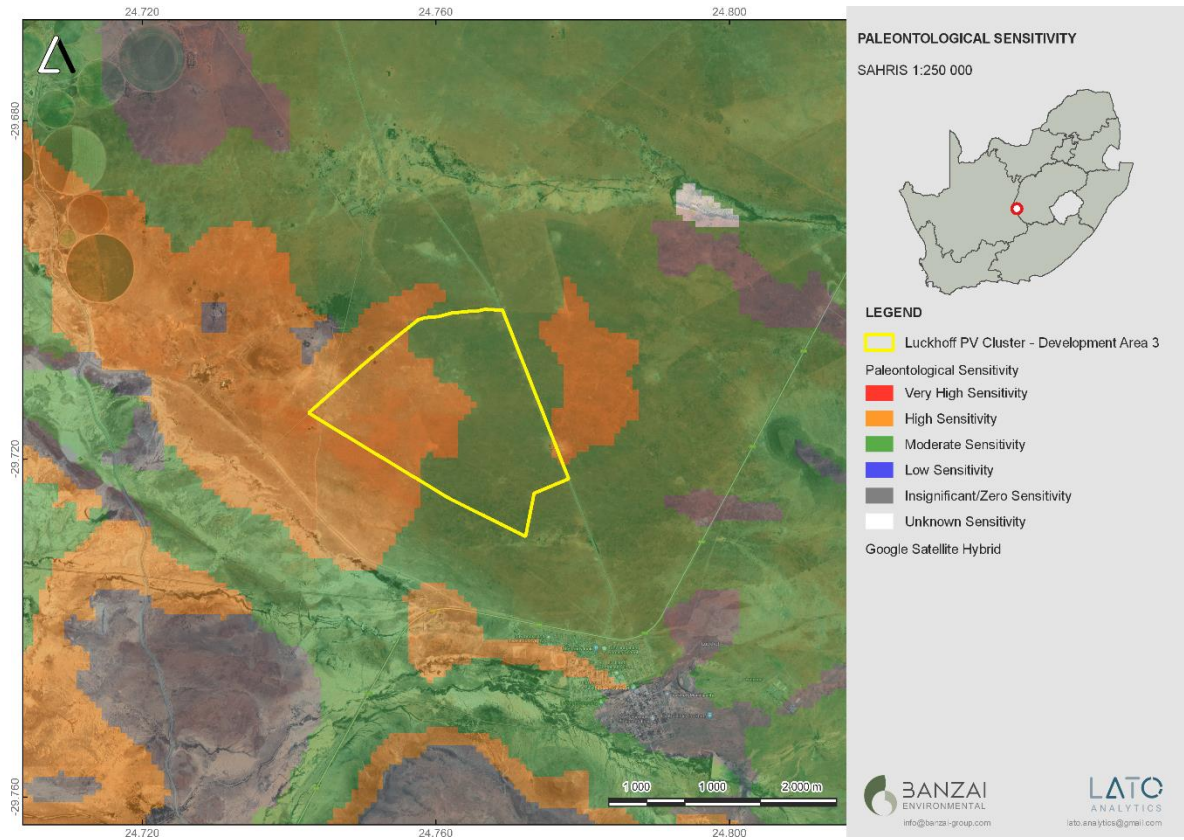 24.720 24.760 24.800
-29.680
-29.720
-29.760
24.720 24.760 24.800
1 000 1 000 2 000 m
PALEONTOLOGICAL SENSITIVITY
SAHRIS 1:250 000
LEGEND
Luckhoff PV Cluster - Development Area 3
Paleontological Sensitivity
Very High Sensitivity
High Sensitivity
Moderate Sensitivity
Low Sensitivity
Insignificant/Zero Sensitivity
Unknown Sensitivity
Google Satellite Hybrid
BANZAI
ENVIRONMENTAL
info@banzai-group.com
LATO
ANALYTICS
lato.analytics@gmail.com